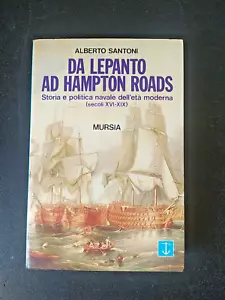 ALBERTO SANTONI
DA LEPANTO
AD HAMPTON ROADS
Storia e politica navale dell'età moderna
(secoli XVI-XIX)
MURSIA